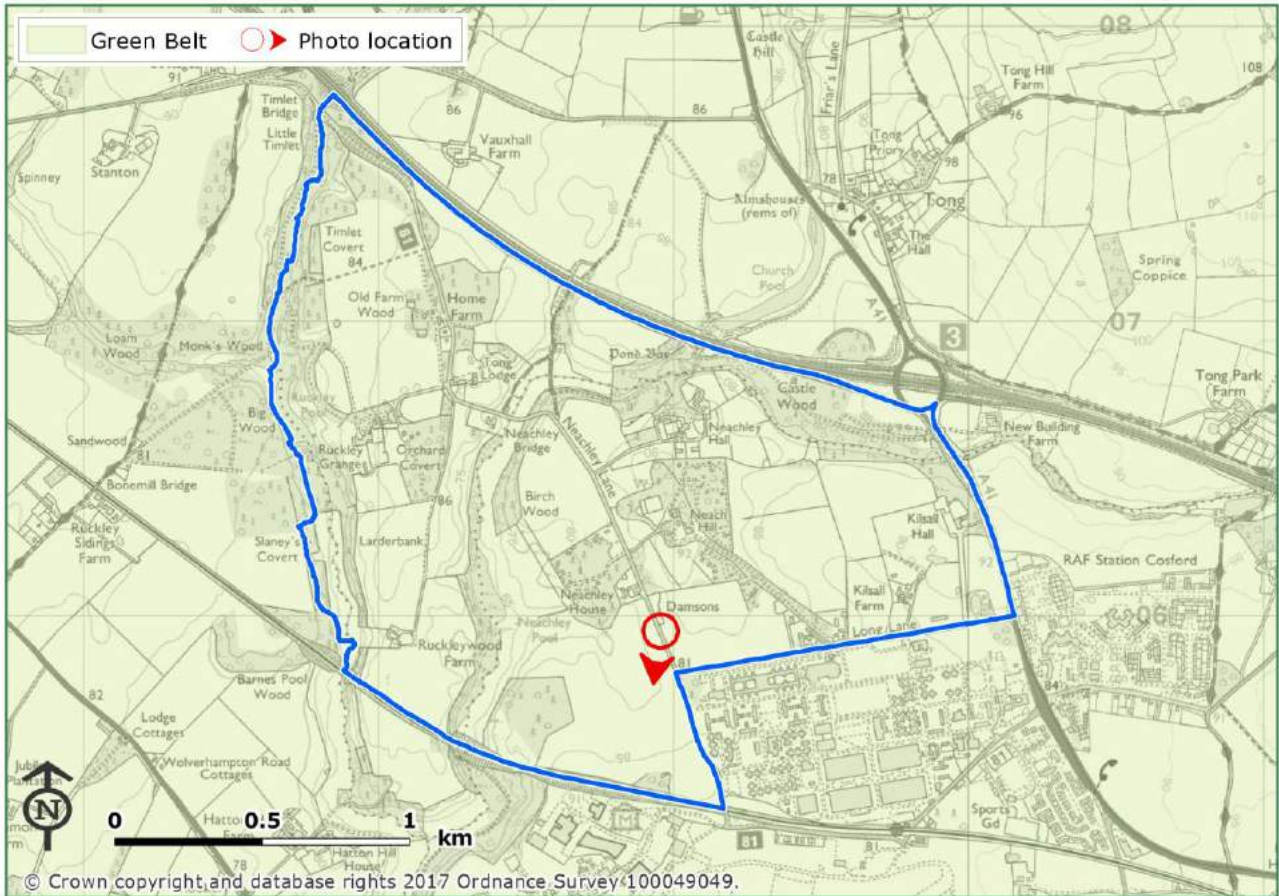 Green Belt
Photo location
08
Castle
Hill
Friar's Lane
Tong Hill
Farm
108
91
Timlet
Bridge
Little
Timlet
86
Vauxhall
Farm
86
96
Tong
Priory
98
Stanton
Spinney
78
Almshouses
(rems of)
Tong
The
Hall
81
Timlet
Covert
84
Church
Pool
Spring
Coppice
Old Farm
Wood
Home
Farm
A 41
07
Loam
Wood
Monk's Wood
3
Tong
Lodge
Castle
Wood
Tong Park
Farm
Ruckley
Pool
Big
Wood
Neachley
Hall
New Building
Farm
Sandwood
81
Ruckley
Granges
Orchard
Covert
Neachley
Bridge
Neachley Lane
Bonemill Bridge
86
Birch
Wood
Neach
Hill
A41
Kilsall
Hall
Ruckley
Sidings
Farm
Slaney's
Covert
Larderbank
92
92
RAF Station Cosford
Neachley
House
Damsons
Kilsall
Farm
06
Neachley
Pool
Long Lane
Ruckleywood
Farm
81
Barnes Pool
Wood
82
Lodge
Cottages
84
Wolverhampton Road
Cottages
N
0 0.5 1
km
Hatton Hill
House
78
81
Sports
Gd
© Crown copyright and database rights 2017 Ordnance Survey 100049049.